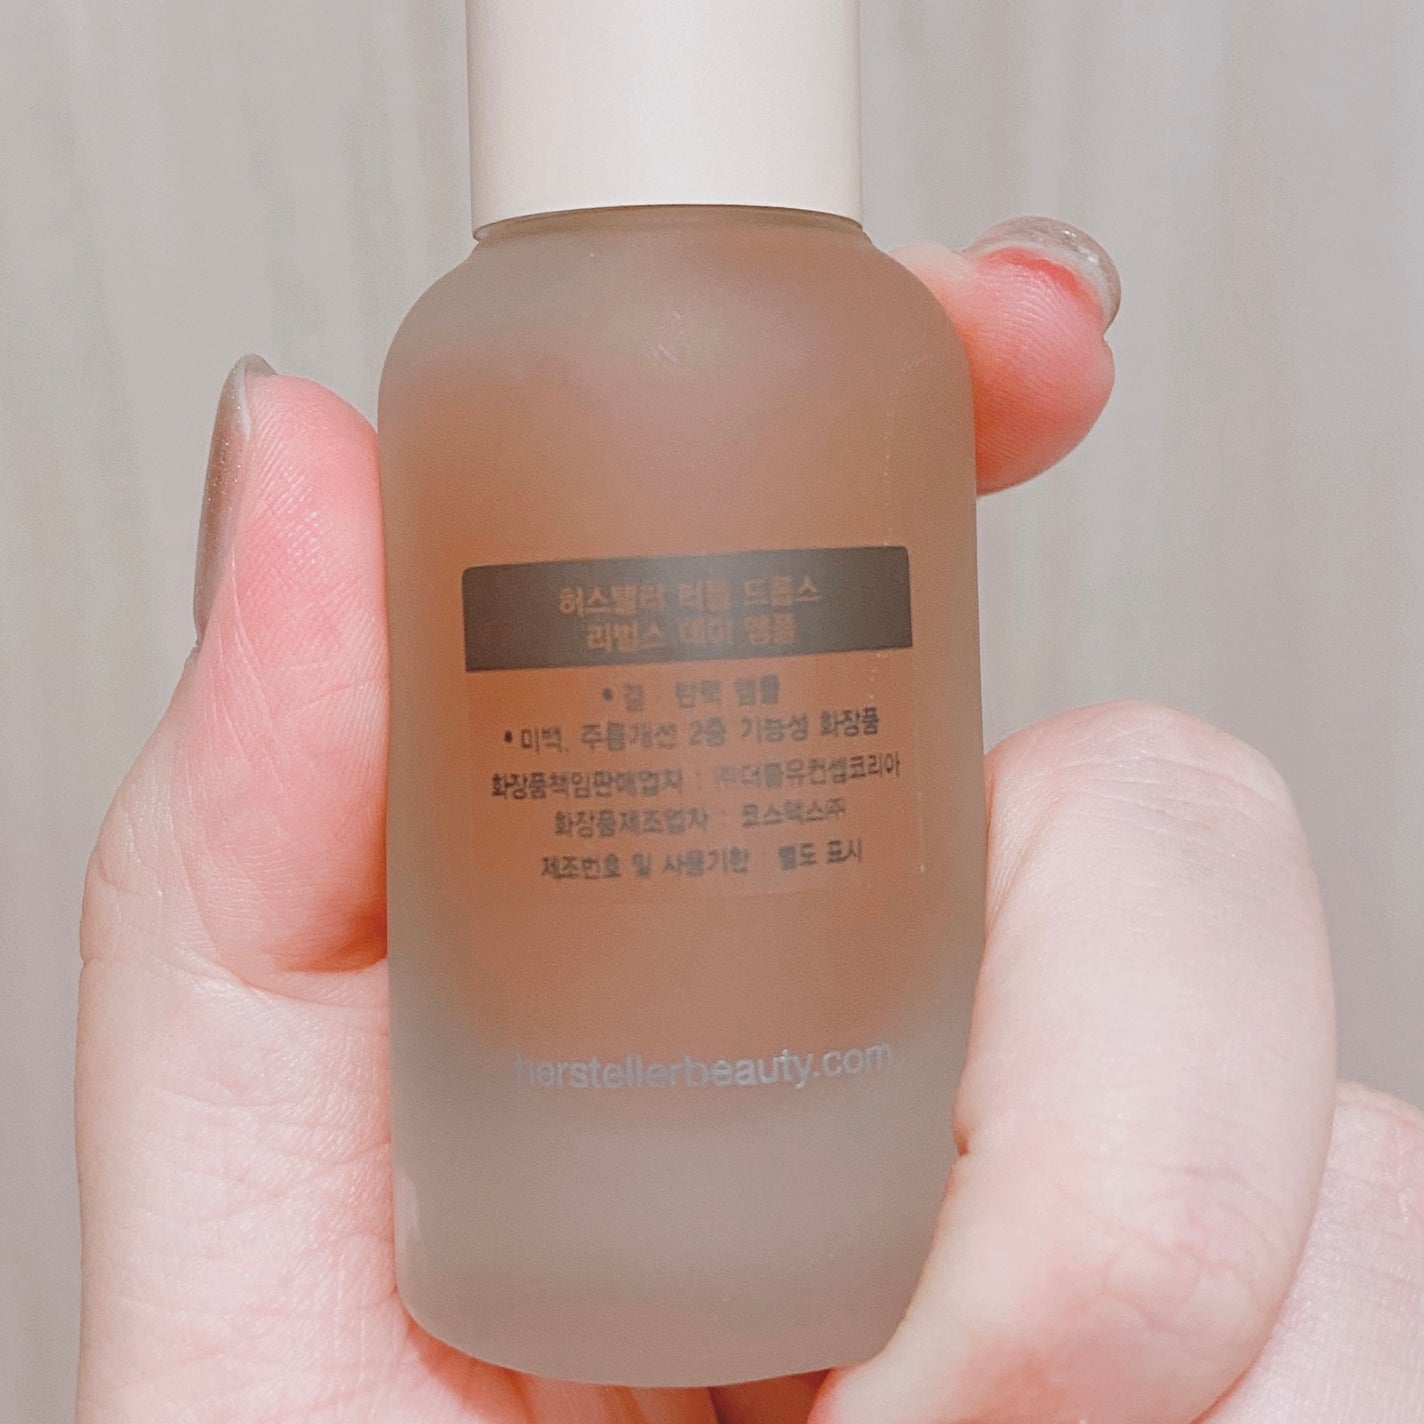 허스텔러 리틀 드롭스
리벌스 데미 앰플
• 결 · 탄력 앰플
• 미백, 주름개선 2중 기능성 화장품
화장품책임판매업자 : ㈜더클유컨셉코리아
화장품제조업자 : 코스맥스㈜
제조번호 및 사용기한 : 별도 표시
herstellerbeauty.com